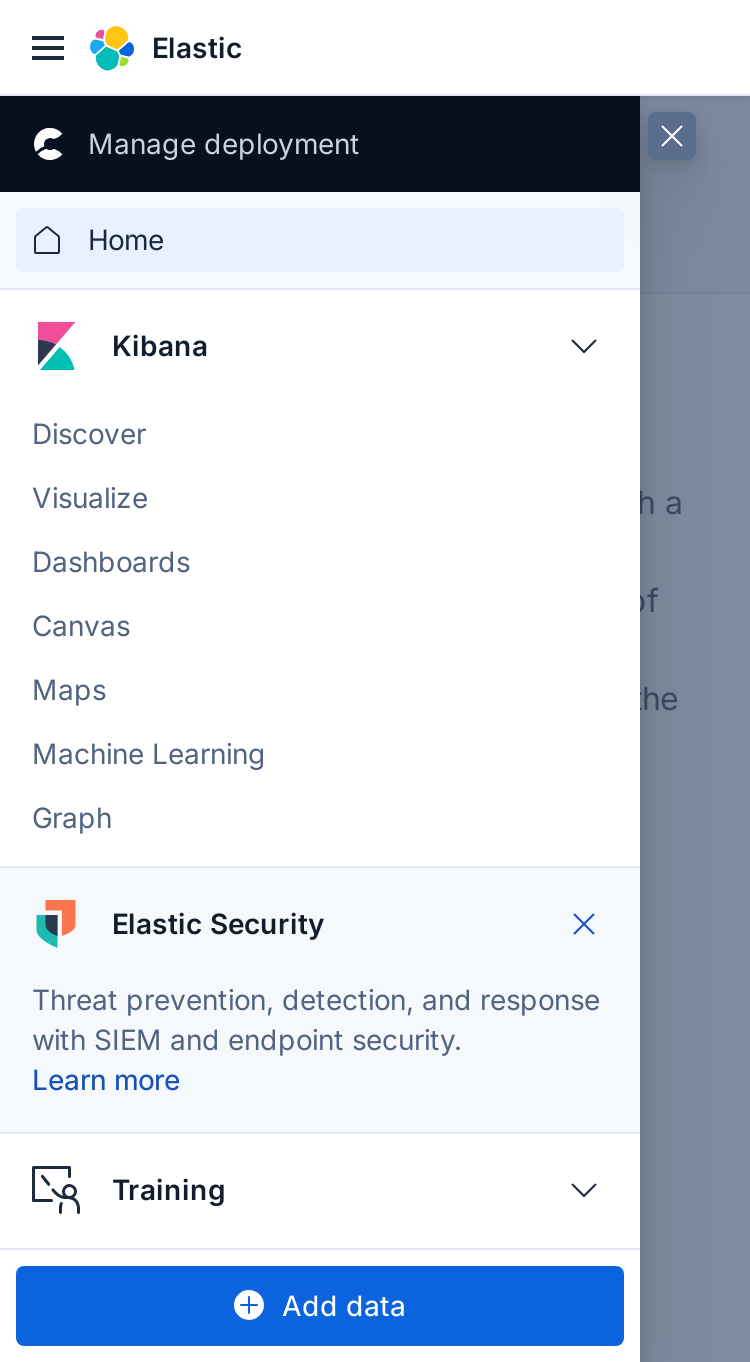 Elastic
Manage deployment
Home
h a
Kibana
Discover
Visualize
of
Dashboards
Canvas
the
Maps
Machine Learning
Graph
Elastic Security
Threat prevention, detection, and response
with SIEM and endpoint security.
Learn more
Training
Add data